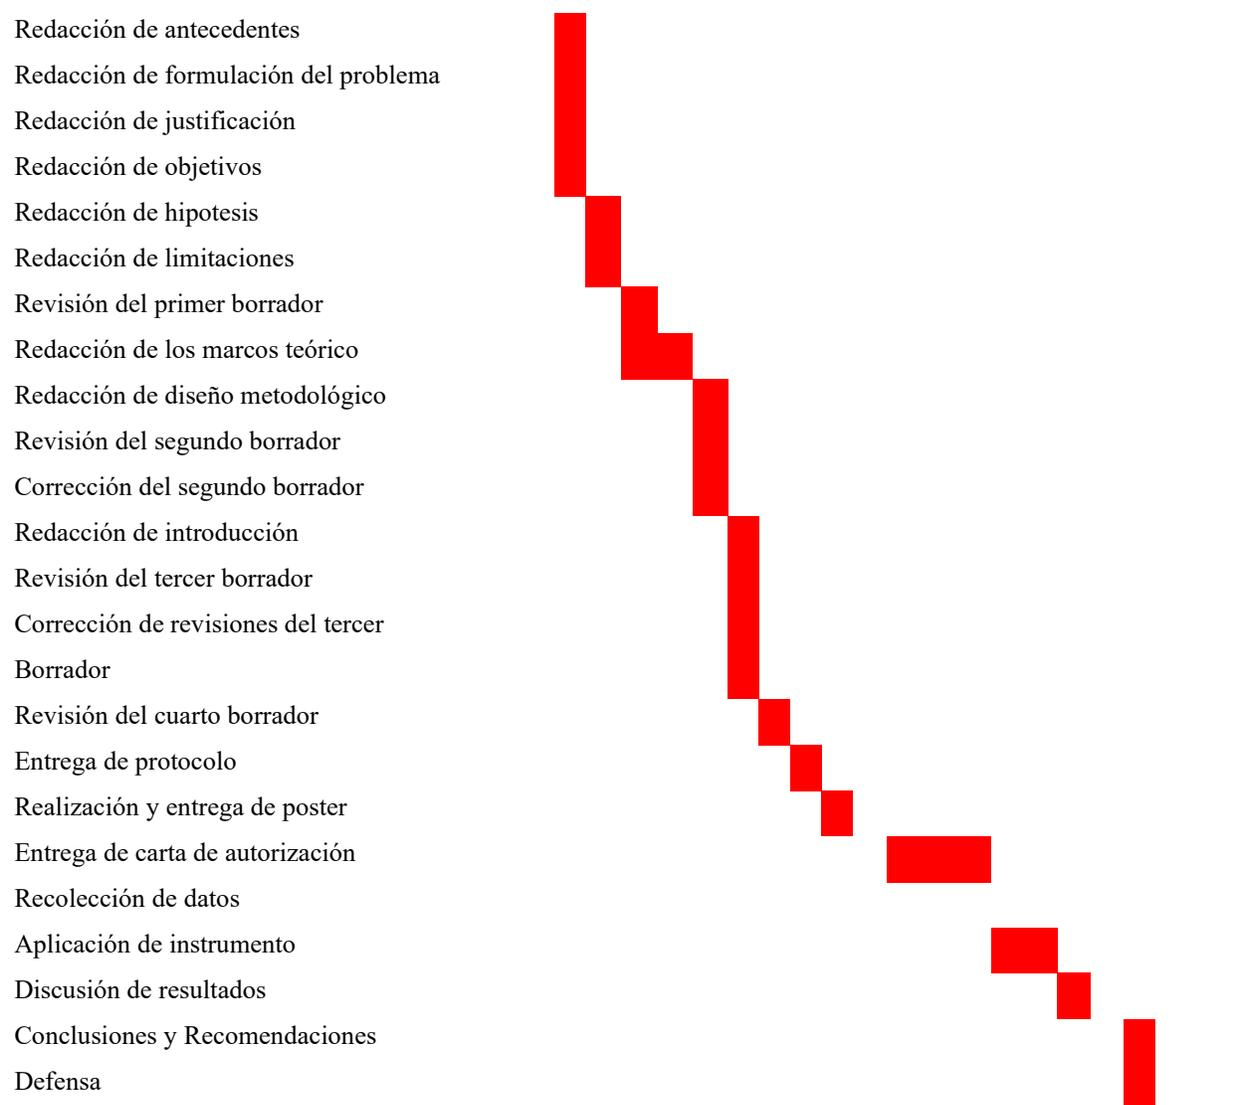 Redacción de antecedentes
Redacción de formulación del problema
Redacción de justificación
Redacción de objetivos
Redacción de hipotesis
Redacción de limitaciones
Revisión del primer borrador
Redacción de los marcos teórico
Redacción de diseño metodológico
Revisión del segundo borrador
Corrección del segundo borrador
Redacción de introducción
Revisión del tercer borrador
Corrección de revisiones del tercer
Borrador
Revisión del cuarto borrador
Entrega de protocolo
Realización y entrega de poster
Entrega de carta de autorización
Recolección de datos
Aplicación de instrumento
Discusión de resultados
Conclusiones y Recomendaciones
Defensa